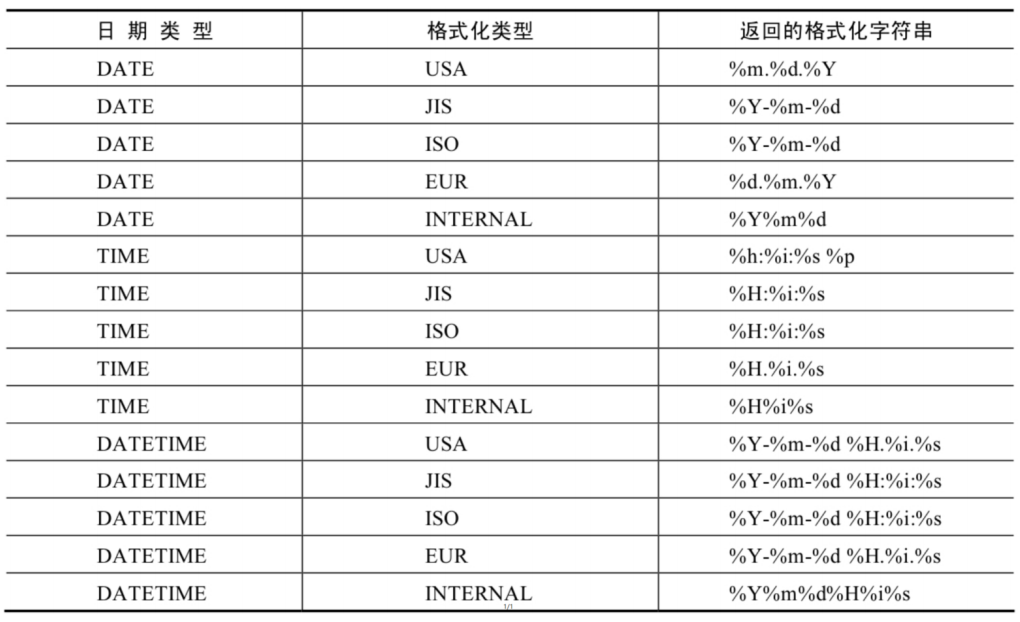 日 期 类 型 格式化类型 返回的格式化字符串
DATE USA %m.%d.%Y
DATE JIS %Y-%m-%d
DATE ISO %Y-%m-%d
DATE EUR %d.%m.%Y
DATE INTERNAL %Y%m%d
TIME USA %h:%i:%s %p
TIME JIS %H:%i:%s
TIME ISO %H:%i:%s
TIME EUR %H.%i.%s
TIME INTERNAL %H%i%s
DATETIME USA %Y-%m-%d %H.%i.%s
DATETIME JIS %Y-%m-%d %H:%i:%s
DATETIME ISO %Y-%m-%d %H:%i:%s
DATETIME EUR %Y-%m-%d %H.%i.%s
DATETIME INTERNAL %Y%m%d%H%i%s
1/1